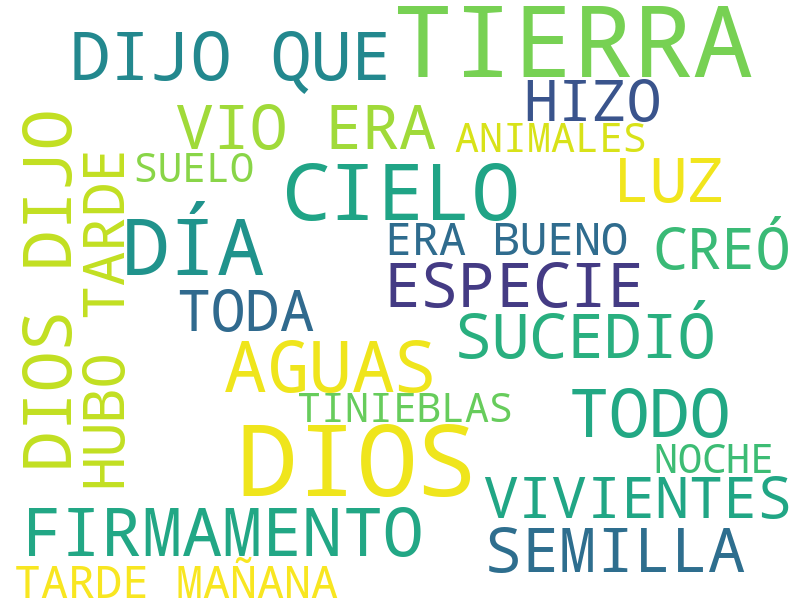 TIERRA
DIJO QUE
HIZO
VIO ERA
ANIMALES
SUELO
CIELO
LUZ
DIOS DIJO
HUBO TARDE
DÍA
ERA BUENO
CREÓ
ESPECIE
TODA
SUCEDIÓ
AGUAS
TINIEBLAS
TODO
DIOS
NOCHE
VIVIENTES
FIRMAMENTO
SEMILLA
TARDE MAÑANA